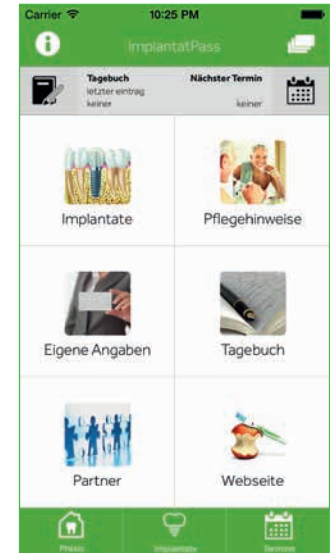 Carrier 10:25 PM
ImplantatPass
Tagebuch
letzter eintrag
keiner
Nächster Termin
keiner
Implantate
Pflegehinweise
Eigene Angaben
Tagebuch
Partner
Webseite
Praxis
Implantate
Termine